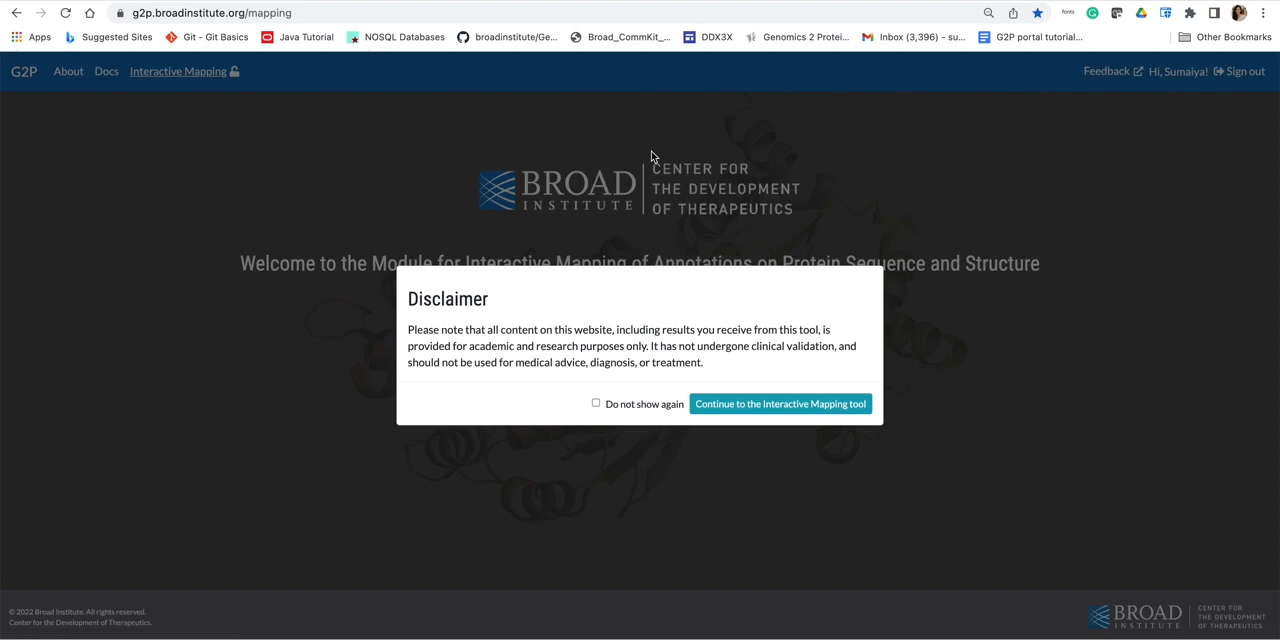 g2p.broadinstitute.org/mapping
fonts
Apps Suggested Sites Git - Git Basics Java Tutorial NOSQL Databases broadinstitute/Ge... Broad_CommKit_... DDX3X Genomics 2 Protei... Inbox (3,396) - su... G2P portal tutorial... Other Bookmarks
G2P About Docs Interactive Mapping Feedback Hi, Sumaiya! Sign out
BROAD INSTITUTE
CENTER FOR
THE DEVELOPMENT
OF THERAPEUTICS
Welcome to the Module for Interactive Mapping of Annotations on Protein Sequence and Structure
Disclaimer
Please note that all content on this website, including results you receive from this tool, is
provided for academic and research purposes only. It has not undergone clinical validation, and
should not be used for medical advice, diagnosis, or treatment.
Do not show again Continue to the Interactive Mapping tool
© 2022 Broad Institute. All rights reserved.
Center for the Development of Therapeutics.
BROAD INSTITUTE
CENTER FOR
THE DEVELOPMENT
OF THERAPEUTICS